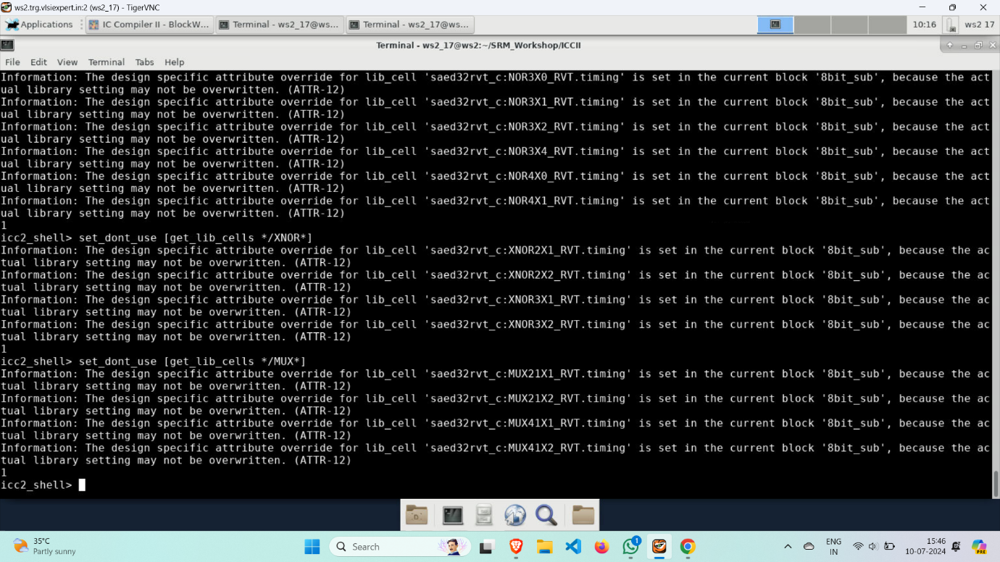 ws2.trg.vlsiexpert.in:2 (ws2_17) - TigerVNC
Applications
IC Compiler II - BlockW...
Terminal - ws2_17@ws...
Terminal - ws2_17@ws...
10:16
ws2 17
Terminal - ws2_17@ws2:~/SRM_Workshop/ICCII
File Edit View Terminal Tabs Help
Information: The design specific attribute override for lib_cell 'saed32rvt_c:NOR3X0_RVT.timing' is set in the current block '8bit_sub', because the act
ual library setting may not be overwritten. (ATTR-12)
Information: The design specific attribute override for lib_cell 'saed32rvt_c:NOR3X1_RVT.timing' is set in the current block '8bit_sub', because the act
ual library setting may not be overwritten. (ATTR-12)
Information: The design specific attribute override for lib_cell 'saed32rvt_c:NOR3X2_RVT.timing' is set in the current block '8bit_sub', because the act
ual library setting may not be overwritten. (ATTR-12)
Information: The design specific attribute override for lib_cell 'saed32rvt_c:NOR3X4_RVT.timing' is set in the current block '8bit_sub', because the act
ual library setting may not be overwritten. (ATTR-12)
Information: The design specific attribute override for lib_cell 'saed32rvt_c:NOR4X0_RVT.timing' is set in the current block '8bit_sub', because the act
ual library setting may not be overwritten. (ATTR-12)
Information: The design specific attribute override for lib_cell 'saed32rvt_c:NOR4X1_RVT.timing' is set in the current block '8bit_sub', because the act
ual library setting may not be overwritten. (ATTR-12)
1
icc2_shell> set_dont_use [get_lib_cells */XNOR*]
Information: The design specific attribute override for lib_cell 'saed32rvt_c:XNOR2X1_RVT.timing' is set in the current block '8bit_sub', because the ac
tual library setting may not be overwritten. (ATTR-12)
Information: The design specific attribute override for lib_cell 'saed32rvt_c:XNOR2X2_RVT.timing' is set in the current block '8bit_sub', because the ac
tual library setting may not be overwritten. (ATTR-12)
Information: The design specific attribute override for lib_cell 'saed32rvt_c:XNOR3X1_RVT.timing' is set in the current block '8bit_sub', because the ac
tual library setting may not be overwritten. (ATTR-12)
Information: The design specific attribute override for lib_cell 'saed32rvt_c:XNOR3X2_RVT.timing' is set in the current block '8bit_sub', because the ac
tual library setting may not be overwritten. (ATTR-12)
1
icc2_shell> set_dont_use [get_lib_cells */MUX*]
Information: The design specific attribute override for lib_cell 'saed32rvt_c:MUX21X1_RVT.timing' is set in the current block '8bit_sub', because the ac
tual library setting may not be overwritten. (ATTR-12)
Information: The design specific attribute override for lib_cell 'saed32rvt_c:MUX21X2_RVT.timing' is set in the current block '8bit_sub', because the ac
tual library setting may not be overwritten. (ATTR-12)
Information: The design specific attribute override for lib_cell 'saed32rvt_c:MUX41X1_RVT.timing' is set in the current block '8bit_sub', because the ac
tual library setting may not be overwritten. (ATTR-12)
Information: The design specific attribute override for lib_cell 'saed32rvt_c:MUX41X2_RVT.timing' is set in the current block '8bit_sub', because the ac
tual library setting may not be overwritten. (ATTR-12)
1
icc2_shell>
35°C
Partly sunny
Search
1
ENG
IN
15:46
10-07-2024
PRE